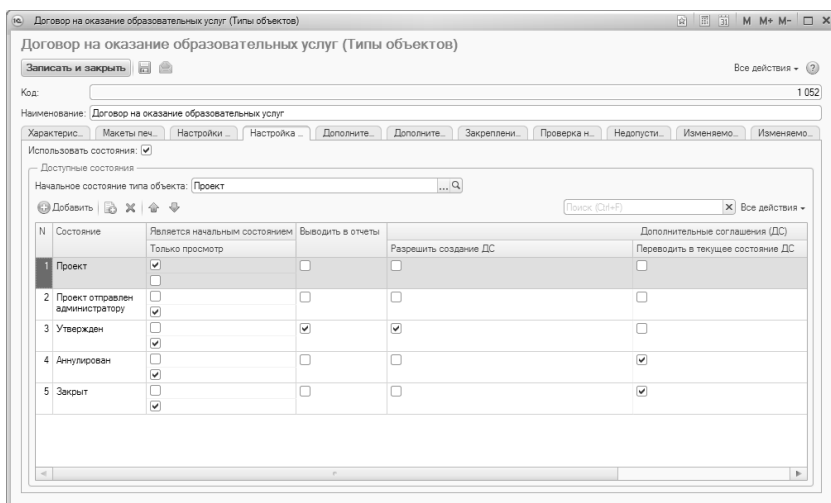 Договор на оказание образовательных услуг (Типы объектов)
M M+ M-
Договор на оказание образовательных услуг (Типы объектов)
Записать и закрыть
Все действия
Код: 1 052
Наименование: Договор на оказание образовательных услуг
Характерис... Макеты печ... Настройки ... Настройка ... Дополните... Дополните... Закреплени... Проверка н... Недопусти... Изменяемо... Изменяемо...
Использовать состояния:
Доступные состояния
Начальное состояние типа объекта: Проект ...
Добавить Поиск (Ctrl+F) Все действия
N Состояние Является начальным состоянием Выводить в отчеты Дополнительные соглашения (ДС)
Только просмотр Разрешить создание ДС Переводить в текущее состояние ДС
1 Проект
2 Проект отправлен
администратору
3 Утвержден
4 Аннулирован
5 Закрыт